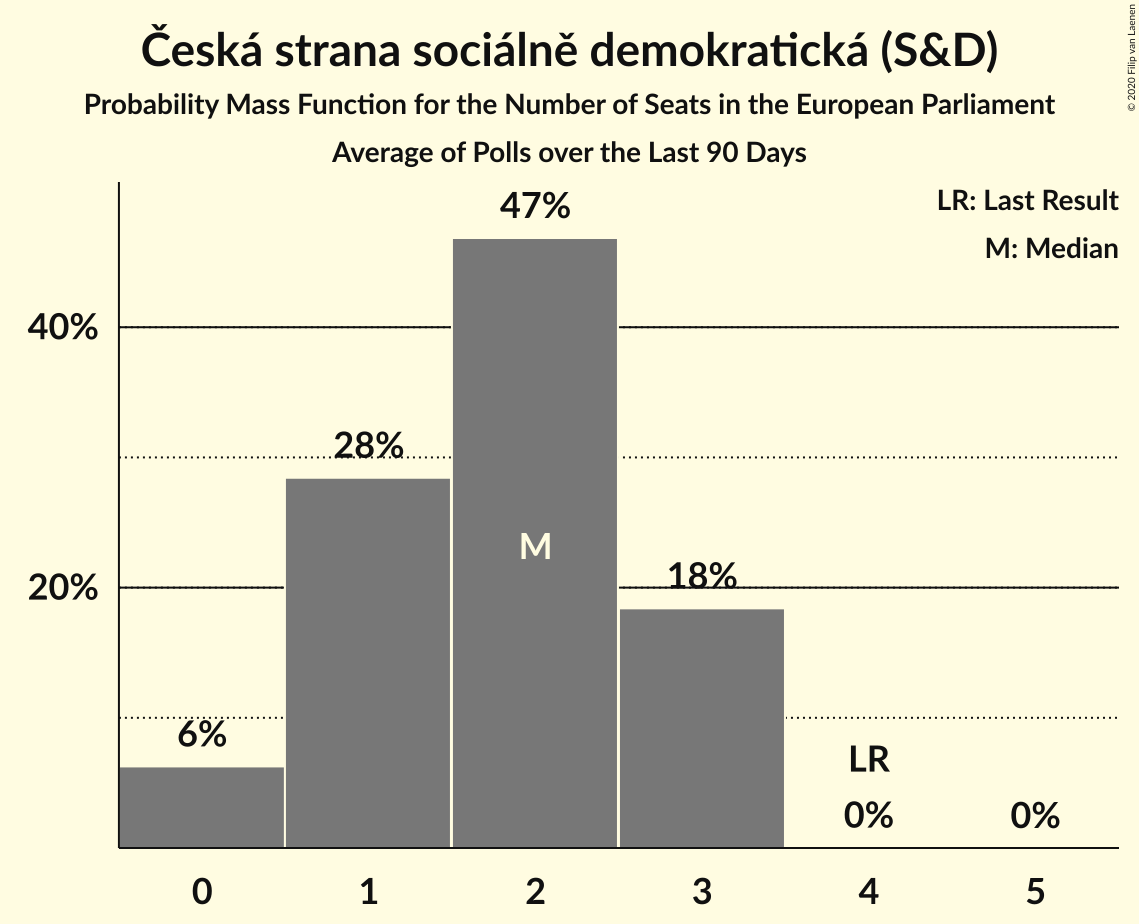 Česká strana sociálně demokratická (S&D)
Probability Mass Function for the Number of Seats in the European Parliament
Average of Polls over the Last 90 Days
© 2020 Filip van Laenen
LR: Last Result
M: Median
47%
40%
28%
M
20%
18%
6%
LR
0%
0%
0 1 2 3 4 5